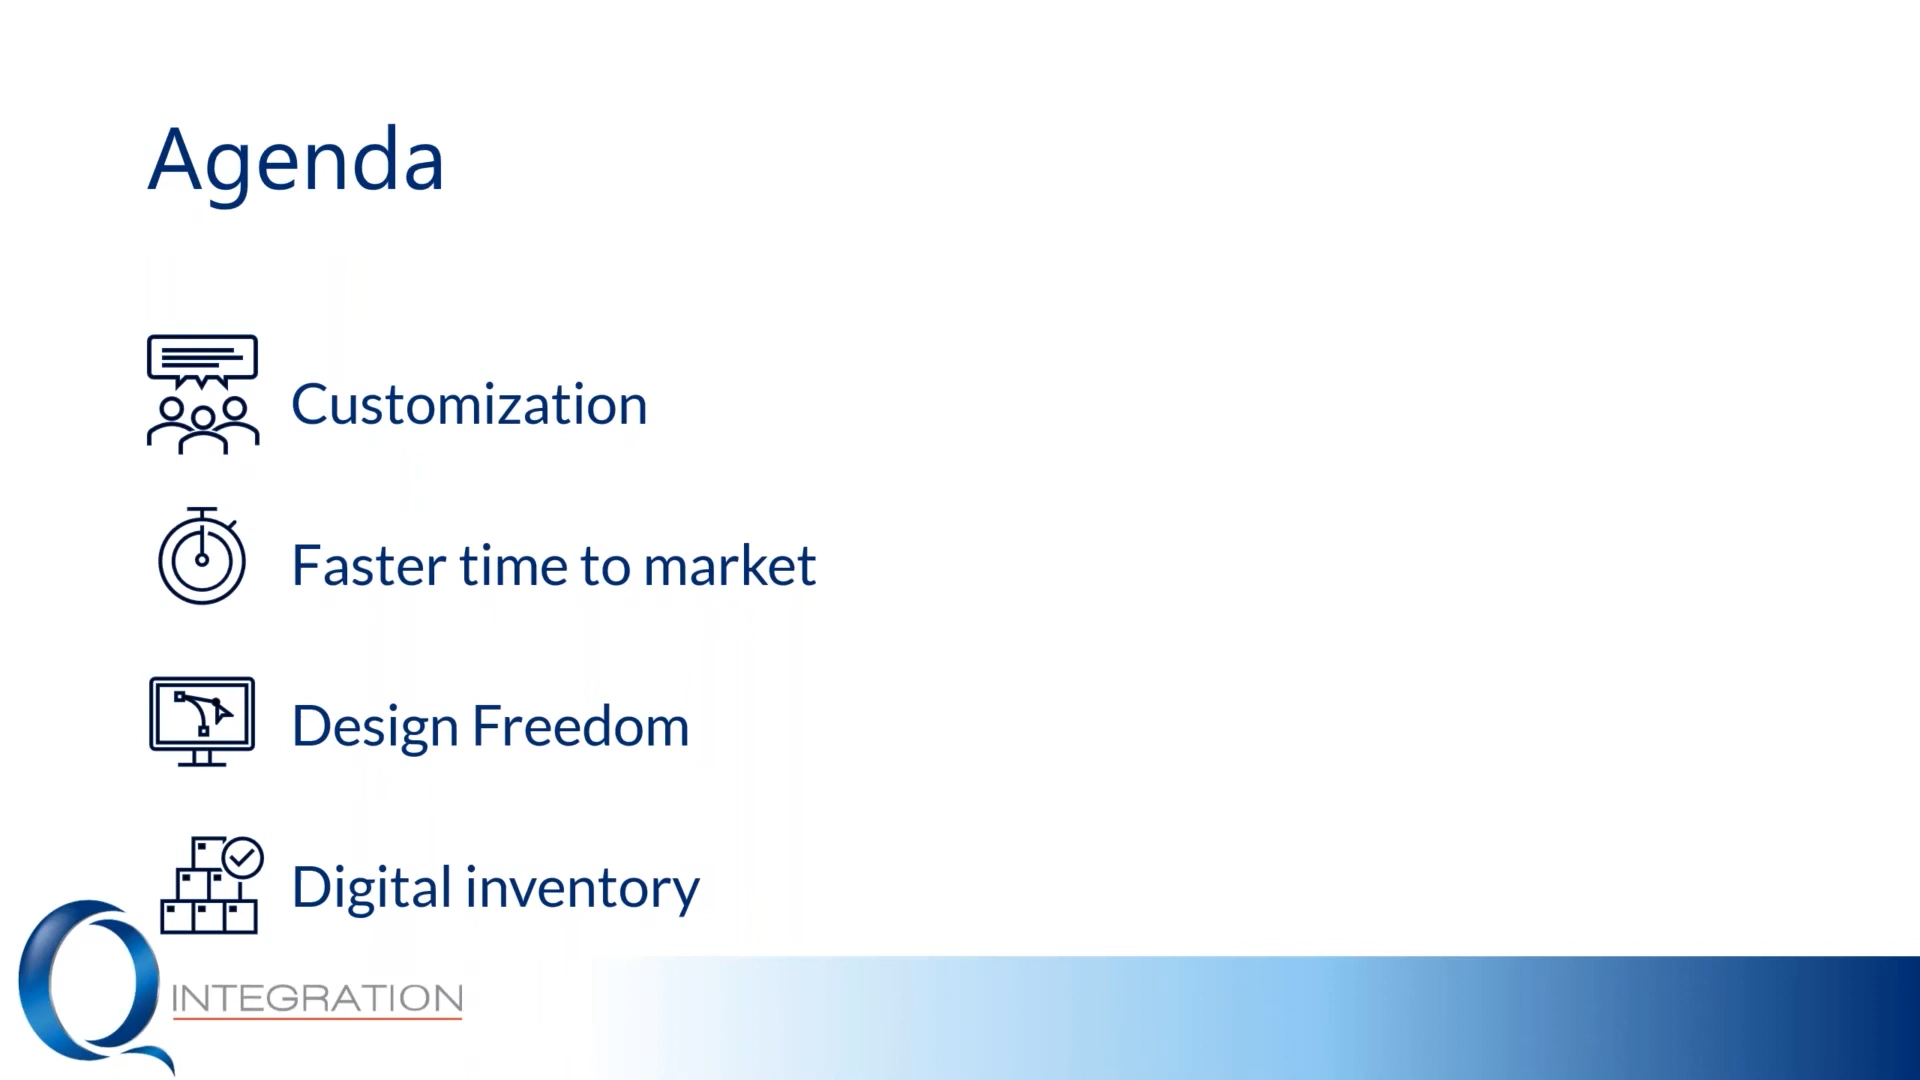 Agenda
Customization
Faster time to market
Design Freedom
Digital inventory
Q INTEGRATION